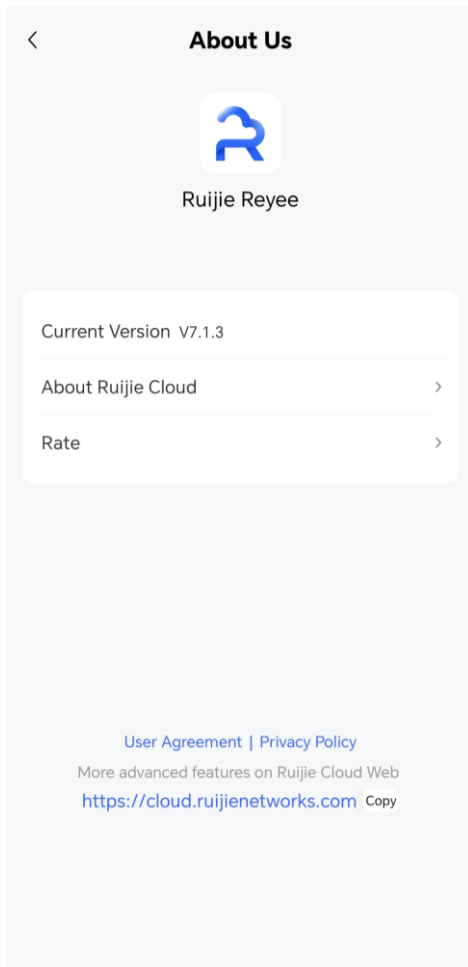 About Us
Ruijie Reyee
Current Version V7.1.3
About Ruijie Cloud
Rate
User Agreement | Privacy Policy
More advanced features on Ruijie Cloud Web
https://cloud.ruijienetworks.com Copy